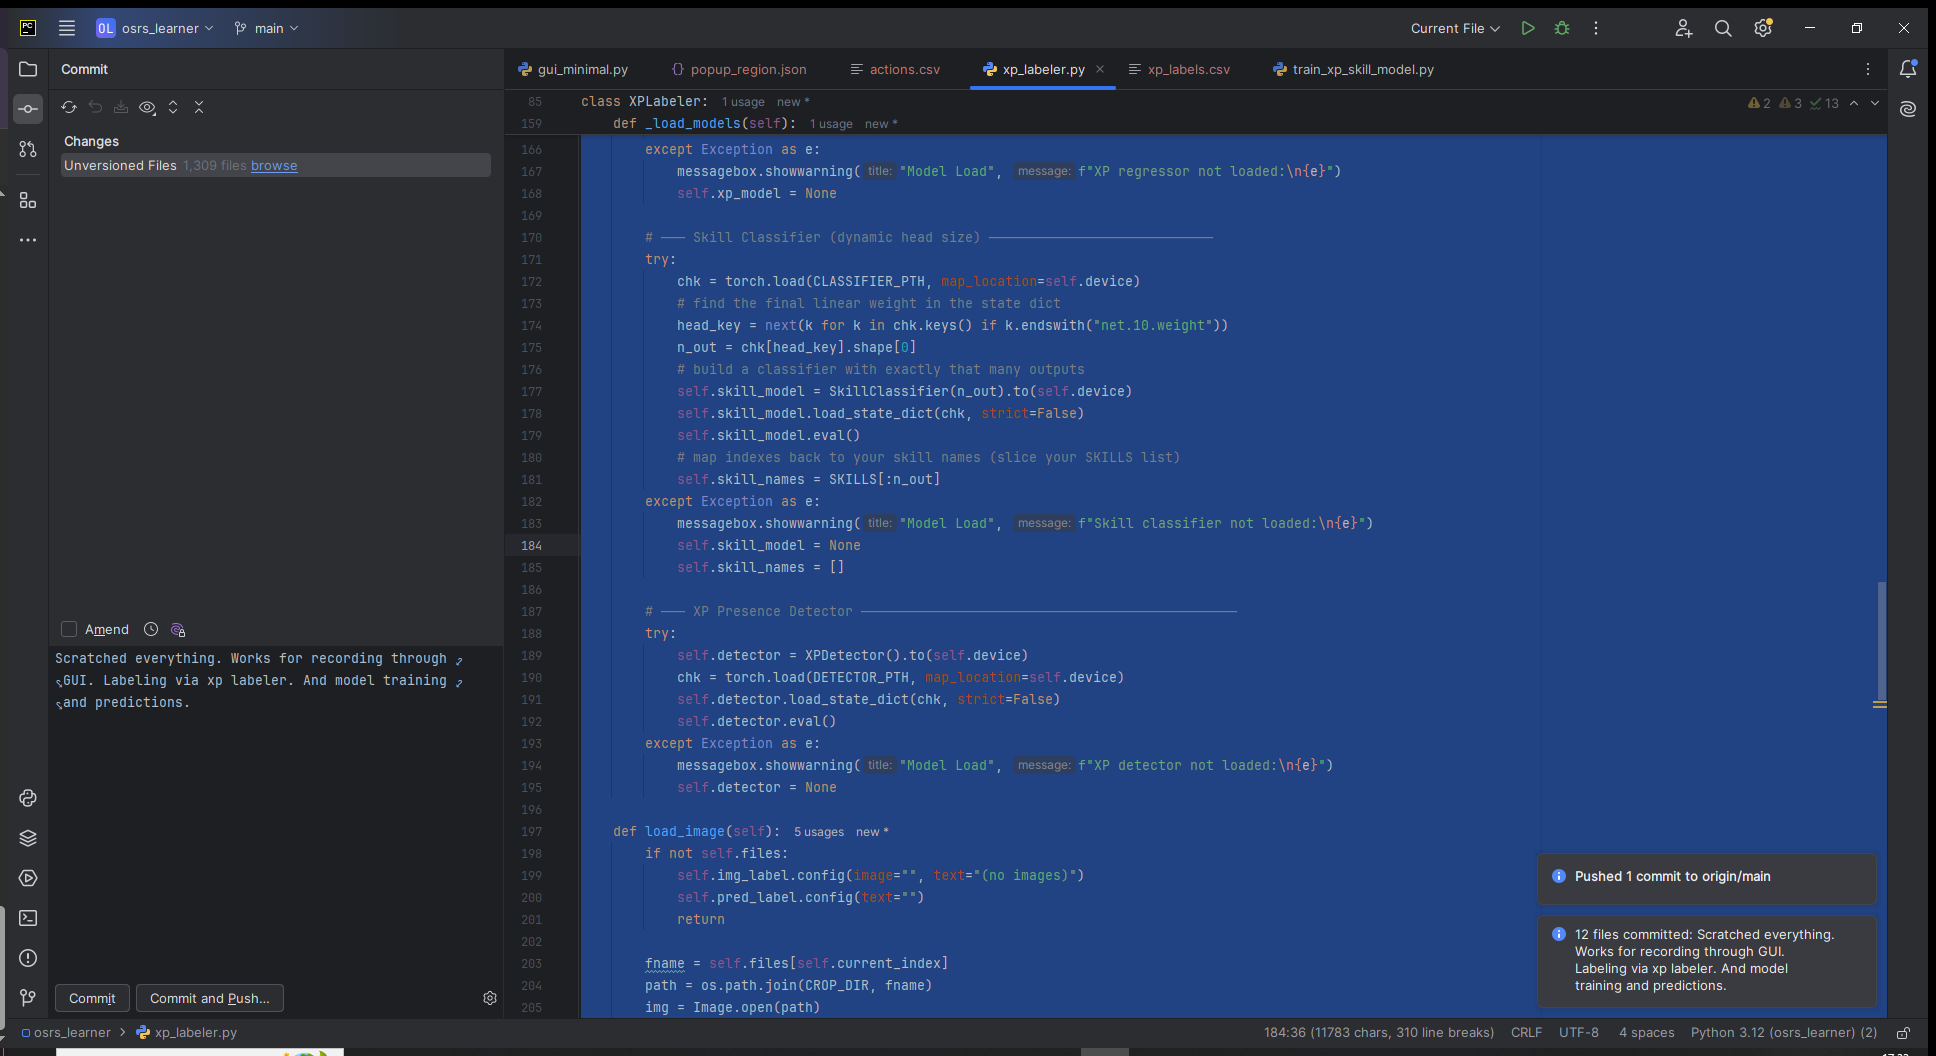 PC
OL osrs_learner
main
Current File
Commit
gui_minimal.py
popup_region.json
actions.csv
xp_labeler.py
xp_labels.csv
train_xp_skill_model.py
Changes
Unversioned Files 1,309 files browse
2 3 13
85 class XPLabeler: 1 usage new *
159 def _load_models(self): 1 usage new *
166 except Exception as e:
167 messagebox.showwarning( title: "Model Load", message: f"XP regressor not loaded:\n{e}")
168 self.xp_model = None
169
170 # ─── Skill Classifier (dynamic head size) ────────────────────────────
171 try:
172 chk = torch.load(CLASSIFIER_PTH, map_location=self.device)
173 # find the final linear weight in the state dict
174 head_key = next(k for k in chk.keys() if k.endswith("net.10.weight"))
175 n_out = chk[head_key].shape[0]
176 # build a classifier with exactly that many outputs
177 self.skill_model = SkillClassifier(n_out).to(self.device)
178 self.skill_model.load_state_dict(chk, strict=False)
179 self.skill_model.eval()
180 # map indexes back to your skill names (slice your SKILLS list)
181 self.skill_names = SKILLS[:n_out]
182 except Exception as e:
183 messagebox.showwarning( title: "Model Load", message: f"Skill classifier not loaded:\n{e}")
184 self.skill_model = None
185 self.skill_names = []
186
187 # ─── XP Presence Detector ───────────────────────────────────────────────
188 try:
189 self.detector = XPDetector().to(self.device)
190 chk = torch.load(DETECTOR_PTH, map_location=self.device)
191 self.detector.load_state_dict(chk, strict=False)
192 self.detector.eval()
193 except Exception as e:
194 messagebox.showwarning( title: "Model Load", message: f"XP detector not loaded:\n{e}")
195 self.detector = None
196
197 def load_image(self): 5 usages new *
198 if not self.files:
199 self.img_label.config(image="", text="(no images)")
200 self.pred_label.config(text="")
201 return
202
203 fname = self.files[self.current_index]
204 path = os.path.join(CROP_DIR, fname)
205 img = Image.open(path)
Amend
Scratched everything. Works for recording through
GUI. Labeling via xp labeler. And model training
and predictions.
Commit
Commit and Push...
Pushed 1 commit to origin/main
12 files committed: Scratched everything.
Works for recording through GUI.
Labeling via xp labeler. And model
training and predictions.
osrs_learner > xp_labeler.py
184:36 (11783 chars, 310 line breaks) CRLF UTF-8 4 spaces Python 3.12 (osrs_learner) (2)